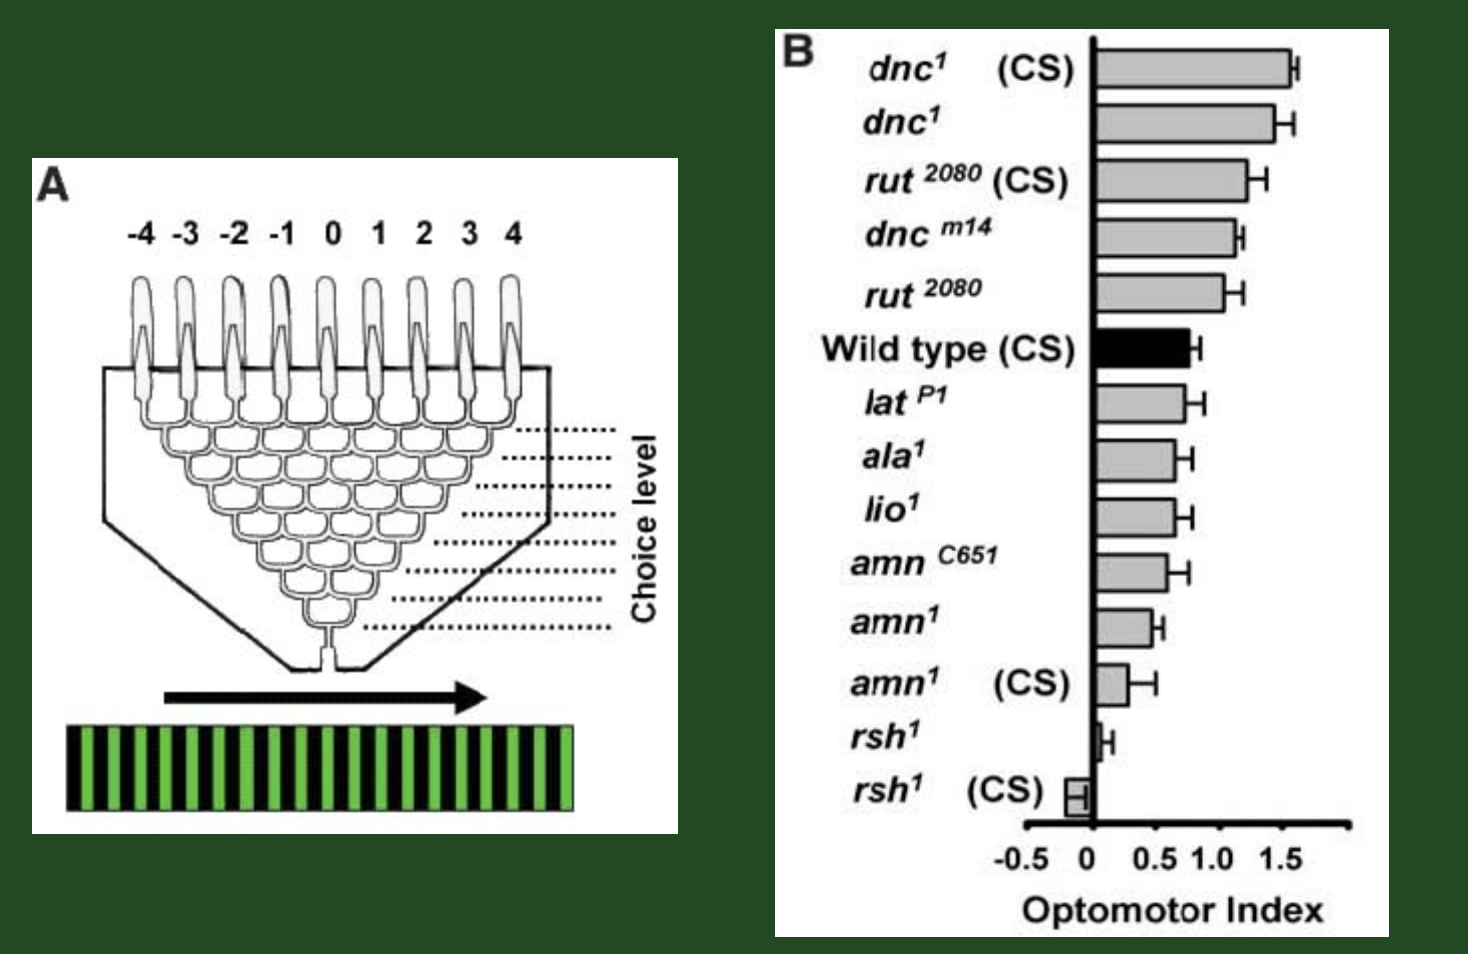 A
-4 -3 -2 -1 0 1 2 3 4
Choice level
B
dnc¹ (CS)
dnc¹
rut ²⁰⁸⁰ (CS)
dnc ᵐ¹⁴
rut ²⁰⁸⁰
Wild type (CS)
lat ᴾ¹
ala¹
lio¹
amn ᶜ⁶⁵¹
amn¹
amn¹ (CS)
rsh¹
rsh¹ (CS)
-0.5 0 0.5 1.0 1.5
Optomotor Index